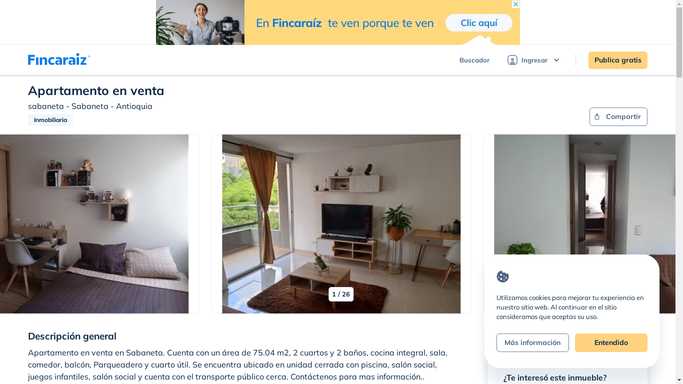 En Fincaraíz te ven porque te ven
Clic aquí
Fincaraíz
Buscador
Ingresar
Publica gratis
Apartamento en venta
sabaneta - Sabaneta - Antioquia
Inmobiliaria
Compartir
1 / 26
Utilizamos cookies para mejorar tu experiencia en
nuestro sitio web. Al continuar en el sitio
consideramos que aceptas su uso.
Más información
Entendido
Descripción general
Apartamento en venta en Sabaneta. Cuenta con un área de 75.04 m2, 2 cuartos y 2 baños, cocina integral, sala,
comedor, balcón, Parqueadero y cuarto útil. Se encuentra ubicado en unidad cerrada con piscina, salón social,
juegos infantiles, salón social y cuenta con el transporte público cerca. Contáctenos para mas información..
¿Te interesó este inmueble?